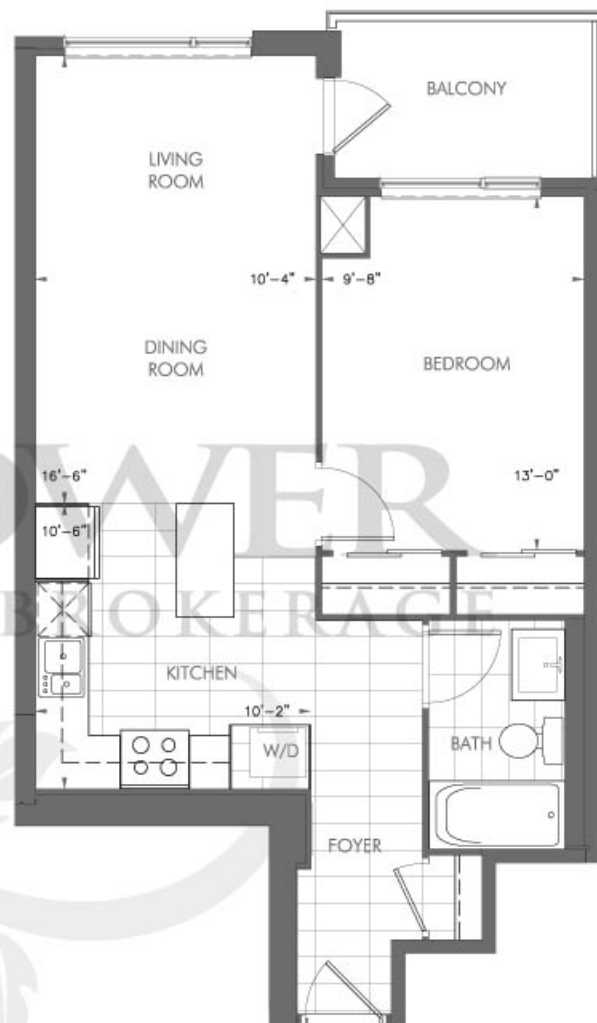 BALCONY
LIVING
ROOM
10'-4"
9'-8"
DINING
ROOM
BEDROOM
16'-6"
13'-0"
10'-6"
OWER
BROKERAGE
KITCHEN
10'-2"
W/D
BATH
FOYER